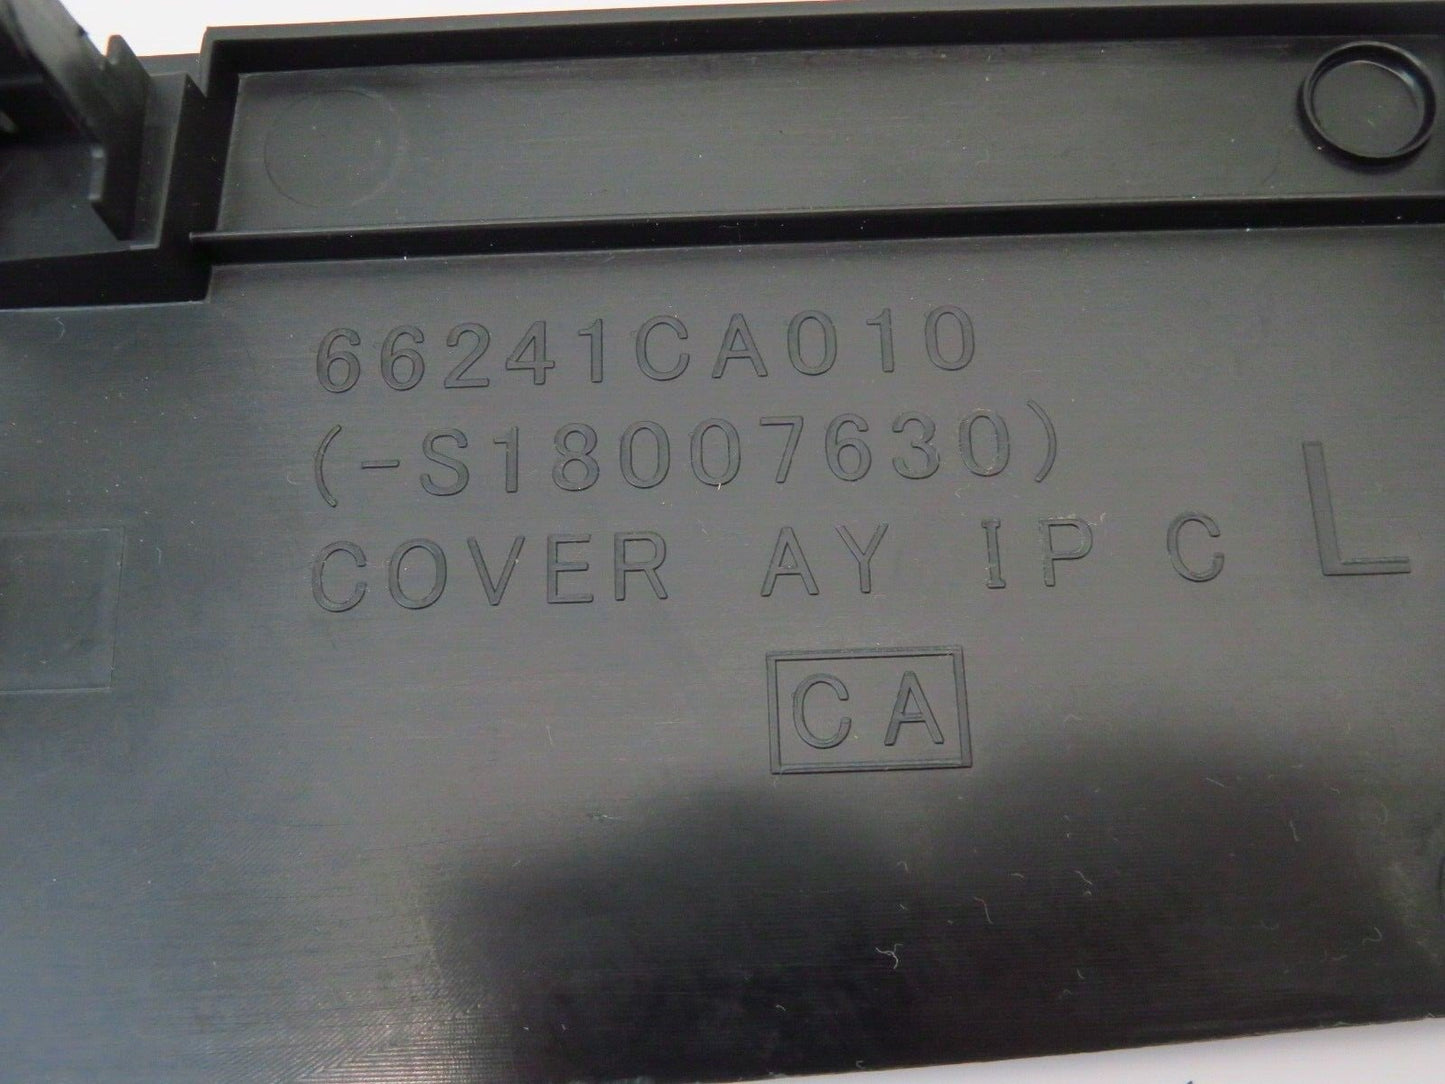 66241CA010
(-S18007630)
COVER AY IP C L
CA